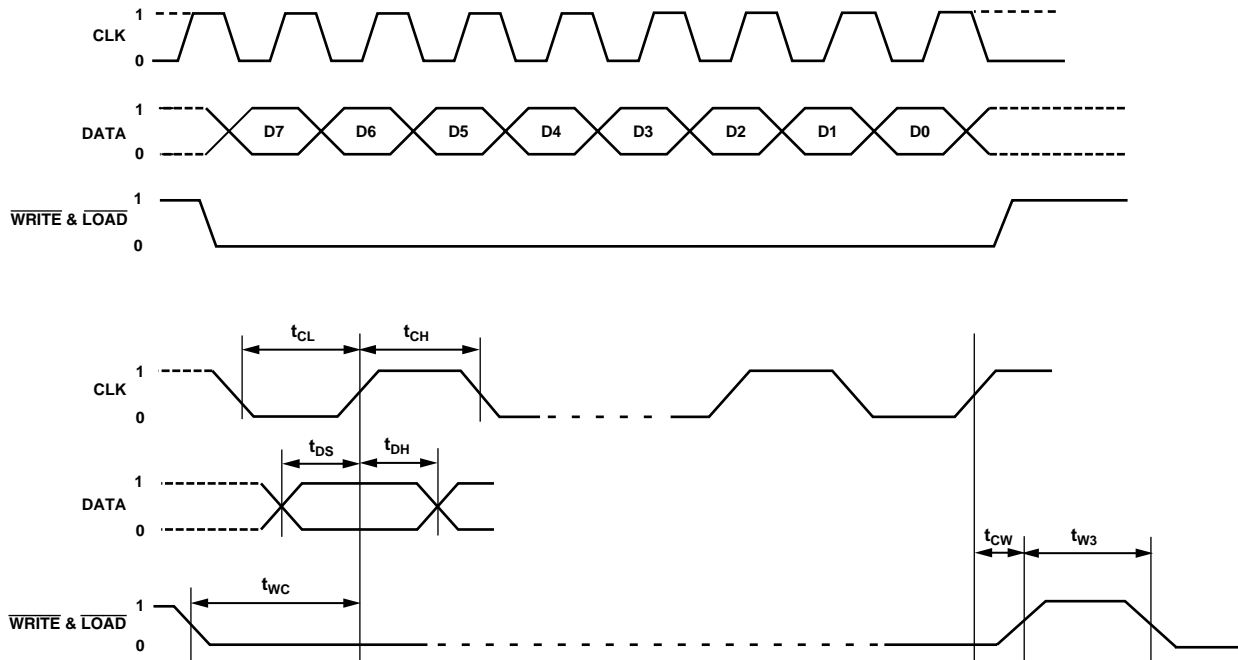 1
CLK
0
1
DATA D7 D6 D5 D4 D3 D2 D1 D0
0
1
WRITE & LOAD
0
tCL tCH
1
CLK
0
tDS tDH
1
DATA
0
tCW tW3
tWC
1
WRITE & LOAD
0